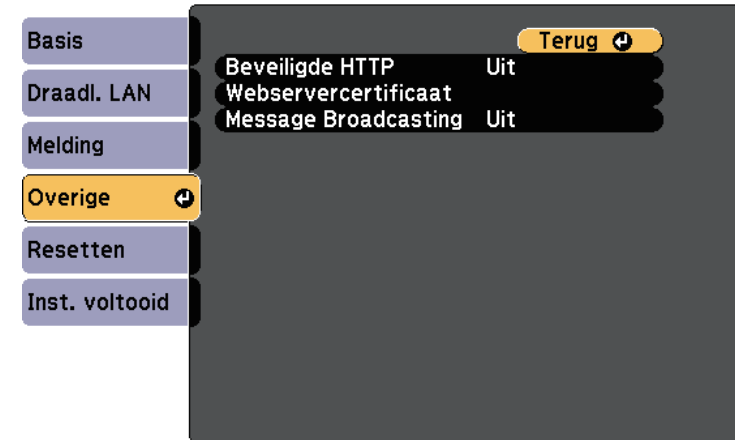 Basis
Draadl. LAN
Melding
Overige
Resetten
Inst. voltooid
Terug
Beveiligde HTTP Uit
Webservercertificaat
Message Broadcasting Uit